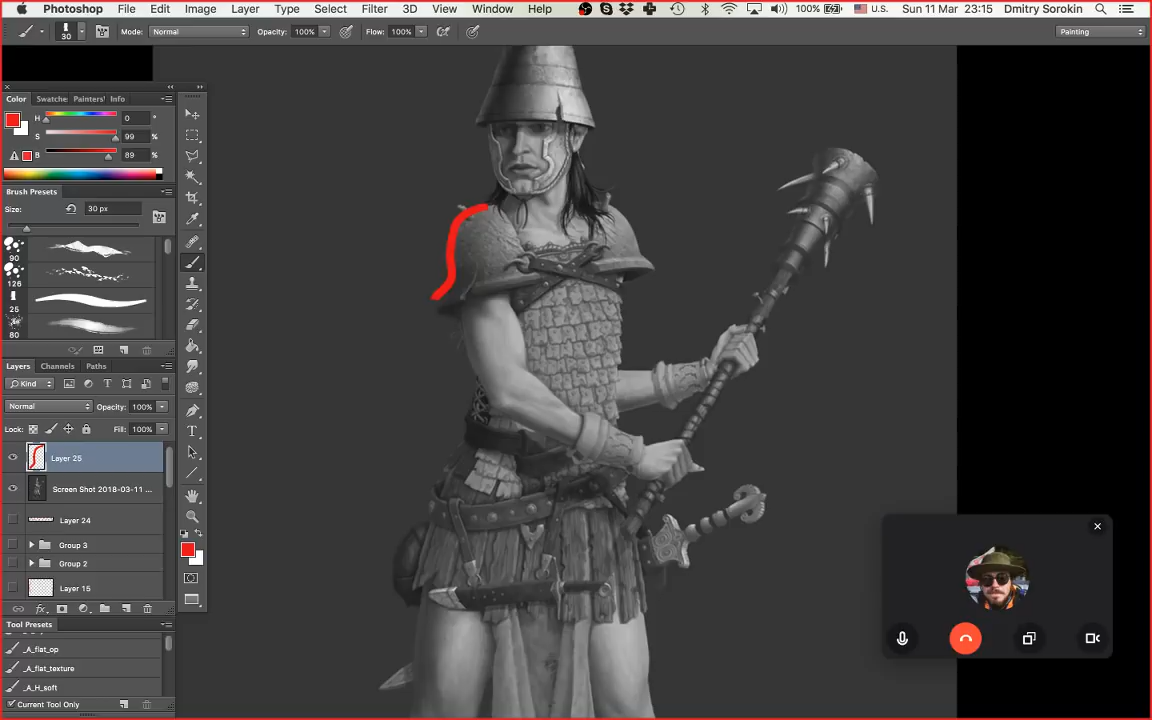 Photoshop File Edit Image Layer Type Select Filter 3D View Window Help 100% U.S. Sun 11 Mar 23:15 Dmitry Sorokin
30 Mode: Normal Opacity: 100% Flow: 100% Painting
Color Swatche Painters' Info
H 0 °
S 99 %
B 89 %
Brush Presets
Size: 30 px
90
126
25
80
Layers Channels Paths
Kind
Normal Opacity: 100%
Lock: Fill: 100%
Layer 25
Screen Shot 2018-03-11 ...
Layer 24
Group 3
Group 2
Layer 15
Tool Presets
_A_flat_op
_A_flat_texture
_A_H_soft
Current Tool Only